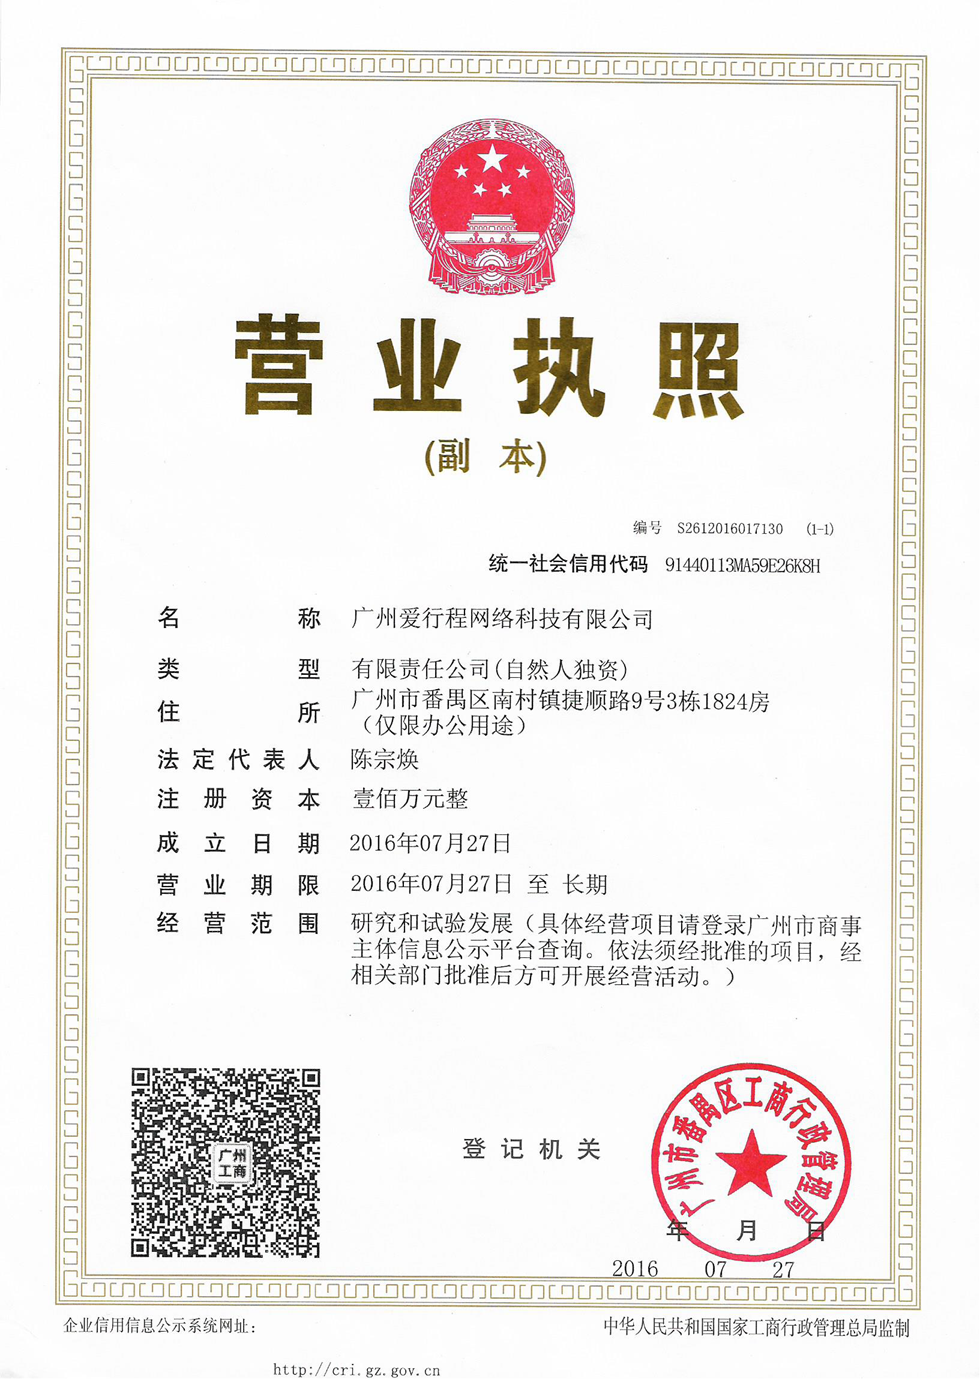 营业执照
(副 本)
编号 S2612016017130 (1-1)
统一社会信用代码 91440113MA59E26K8H
名称 广州爱行程网络科技有限公司
类型 有限责任公司(自然人独资)
住所 广州市番禺区南村镇捷顺路9号3栋1824房
（仅限办公用途）
法定代表人 陈宗焕
注册资本 壹佰万元整
成立日期 2016年07月27日
营业期限 2016年07月27日 至 长期
经营范围 研究和试验发展（具体经营项目请登录广州市商事
主体信息公示平台查询。依法须经批准的项目，经
相关部门批准后方可开展经营活动。）
广州
工商
登记机关
广州市番禺区工商行政管理局
年 月 日
2016 07 27
企业信用信息公示系统网址：
中华人民共和国国家工商行政管理总局监制
http://cri.gz.gov.cn